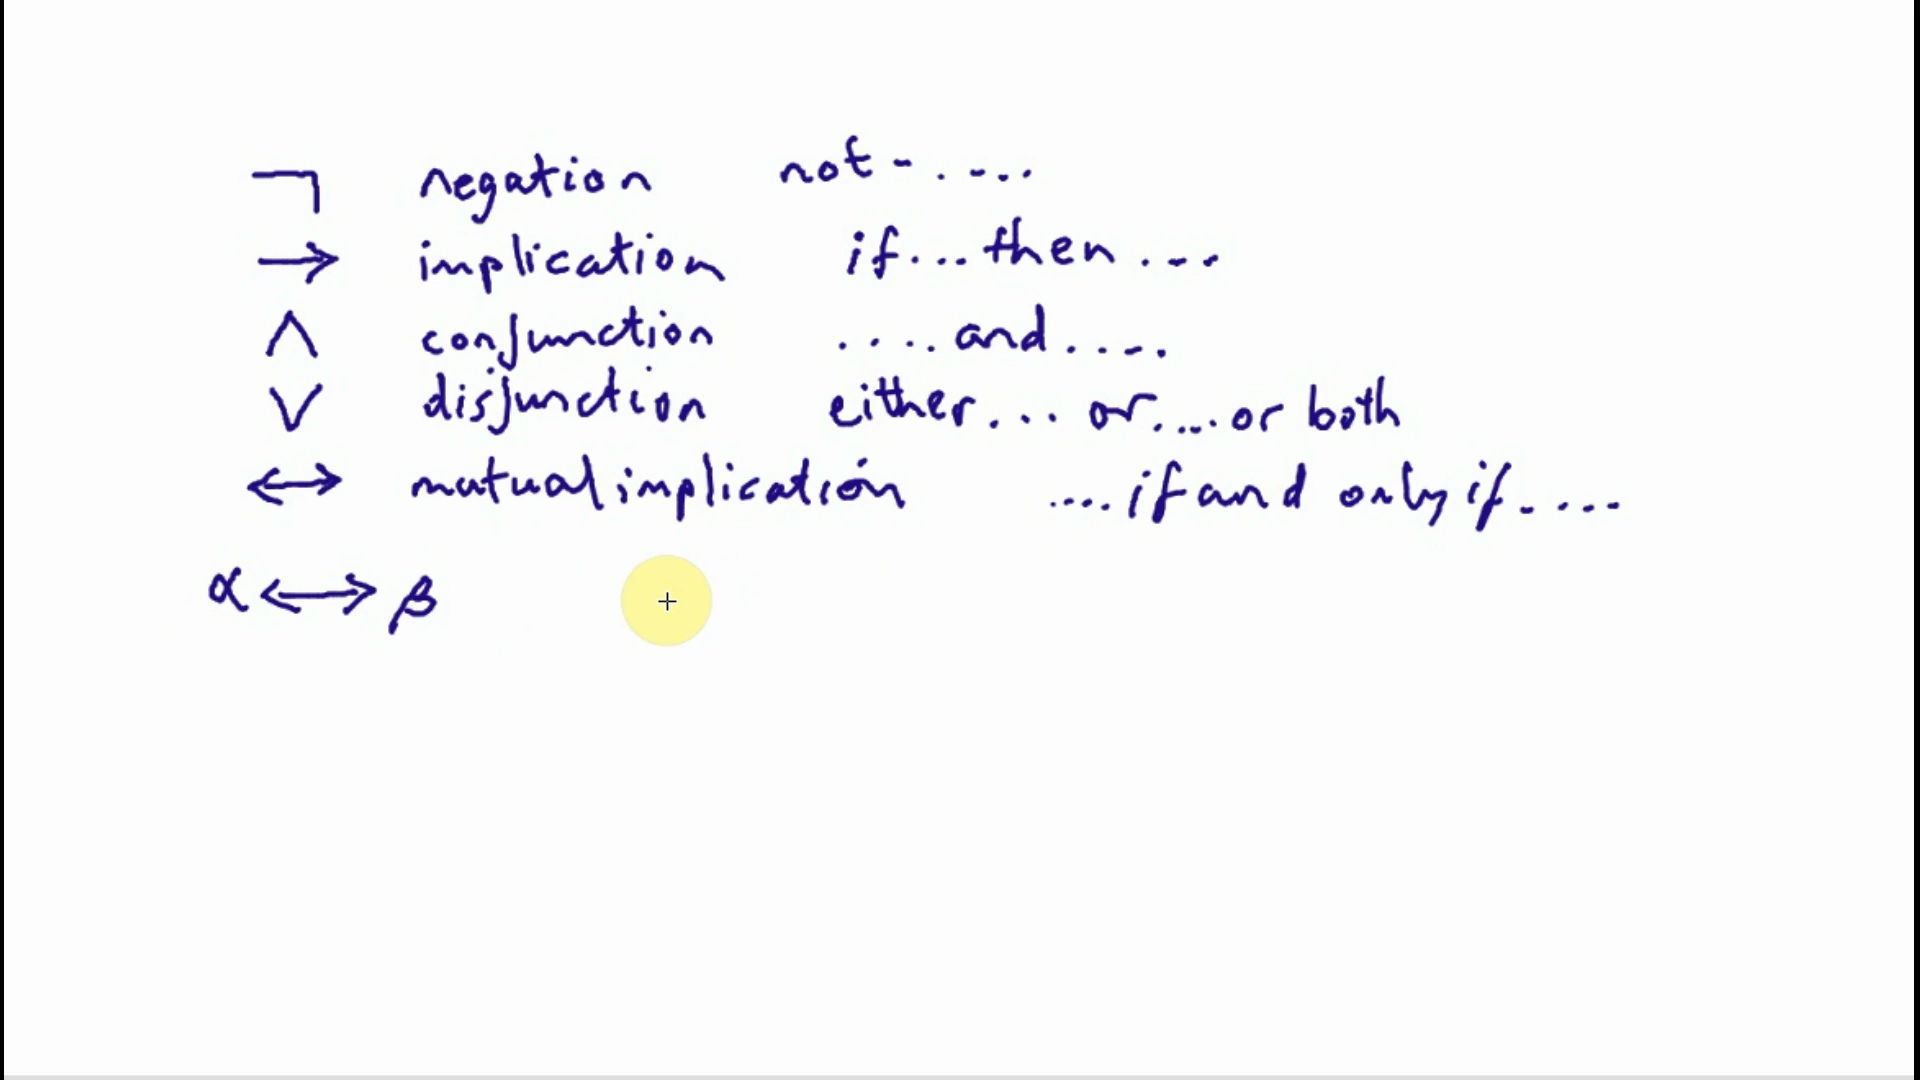 ¬ negation not - . - . .
→ implication if ... then ...
∧ conjunction .... and ....
∨ disjunction either ... or .... or both
↔ mutual implication .... if and only if ....
α ↔ β